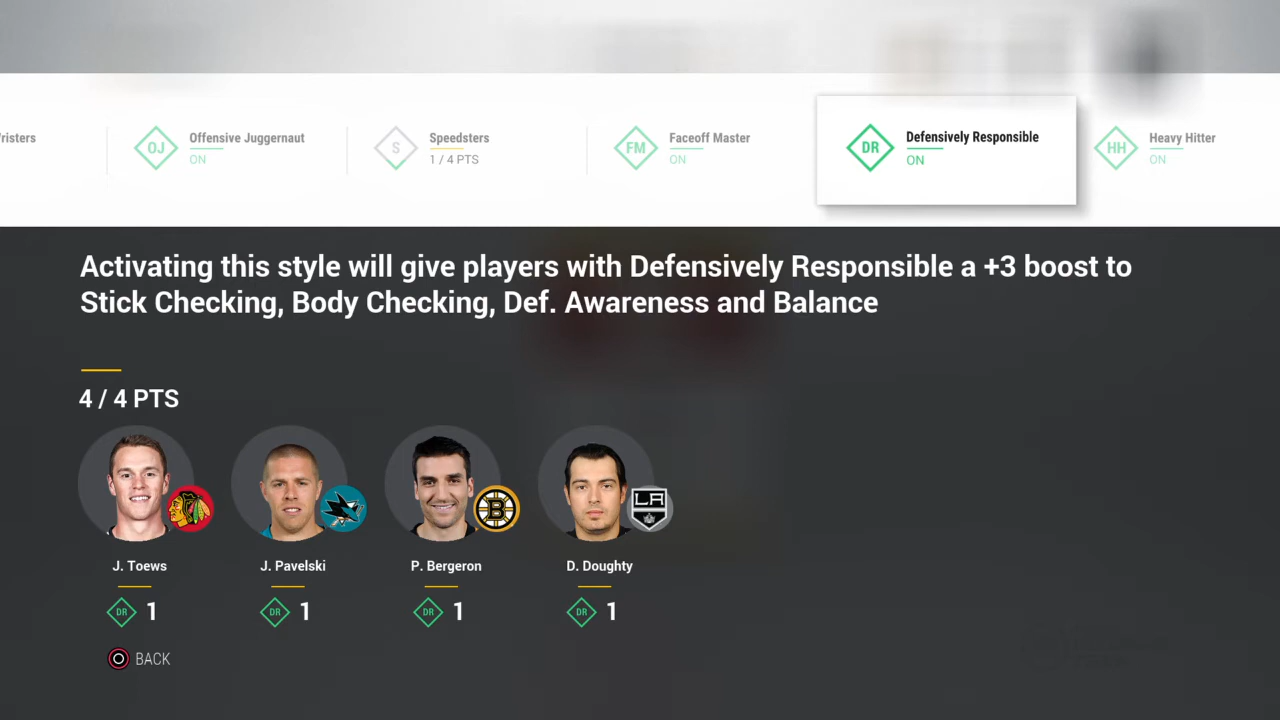 risters
OJ
Offensive Juggernaut
ON
S
Speedsters
1 / 4 PTS
FM
Faceoff Master
ON
DR
Defensively Responsible
ON
HH
Heavy Hitter
ON
Activating this style will give players with Defensively Responsible a +3 boost to
Stick Checking, Body Checking, Def. Awareness and Balance
4 / 4 PTS
B
LA
J. Toews
J. Pavelski
P. Bergeron
D. Doughty
DR 1
DR 1
DR 1
DR 1
BACK